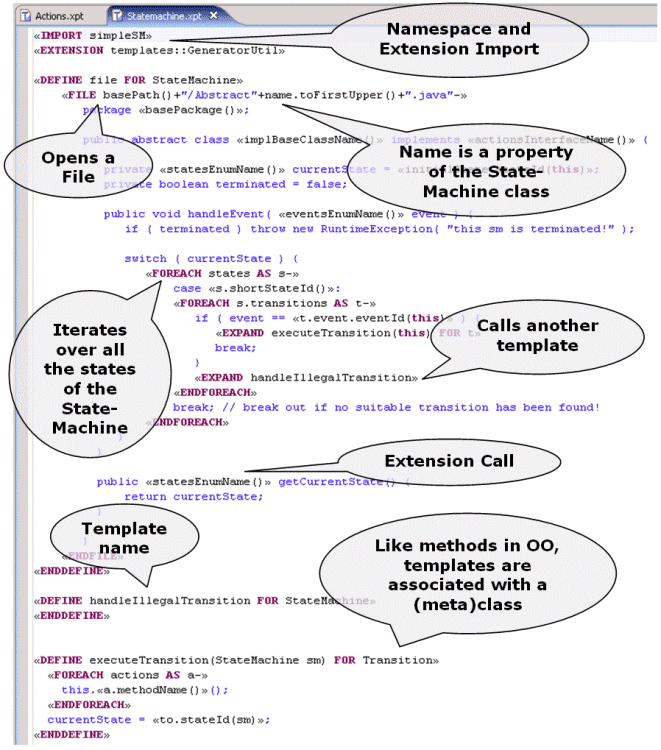 Actions.xpt Statemachine.xpt
«IMPORT simpleSM»
«EXTENSION templates::GeneratorUtil»
Namespace and
Extension Import
«DEFINE file FOR StateMachine»
«FILE basePath()+"/Abstract"+name.toFirstUpper()+".java"-»
package «basePackage()»;
public abstract class «implBaseClassName()» implements «actionsInterfaceName()» {
Opens a
File
Name is a property
of the State-
Machine class
private «statesEnumName()» currentState = (this)»;
private boolean terminated = false;
public void handleEvent( «eventsEnumName()» event ) {
if ( terminated ) throw new RuntimeException( "this sm is terminated!" );
switch ( currentState ) {
«FOREACH states AS s-»
case «s.shortStateId()»:
«FOREACH s.transitions AS t-»
if ( event == «t.event.eventId(this) ) {
«EXPAND executeTransition(this) FOR t»
break;
}
«EXPAND handleIllegalTransition»
«ENDFOREACH»
break; // break out if no suitable transition has been found!
«ENDFOREACH»
}
}
Iterates
over all
the states
of the
State-
Machine
Calls another
template
Extension Call
public «statesEnumName()» getCurrentState() {
return currentState;
}
}
«ENDFILE»
«ENDDEFINE»
Template
name
Like methods in OO,
templates are
associated with a
(meta)class
«DEFINE handleIllegalTransition FOR StateMachine»
«ENDDEFINE»
«DEFINE executeTransition(StateMachine sm) FOR Transition»
«FOREACH actions AS a-»
this.«a.methodName()»();
«ENDFOREACH»
currentState = «to.stateId(sm)»;
«ENDDEFINE»